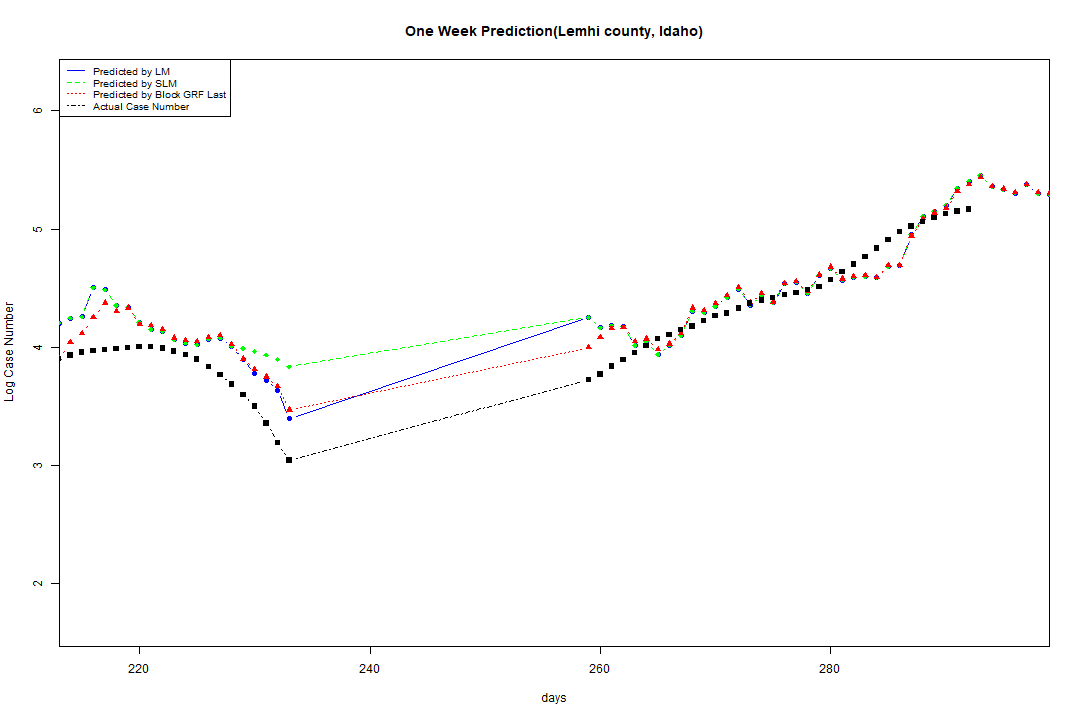 One Week Prediction(Lemhi county, Idaho)
Predicted by LM
Predicted by SLM
Predicted by Block GRF Last
Actual Case Number
6
5
4
3
2
Log Case Number
220 240 260 280
days